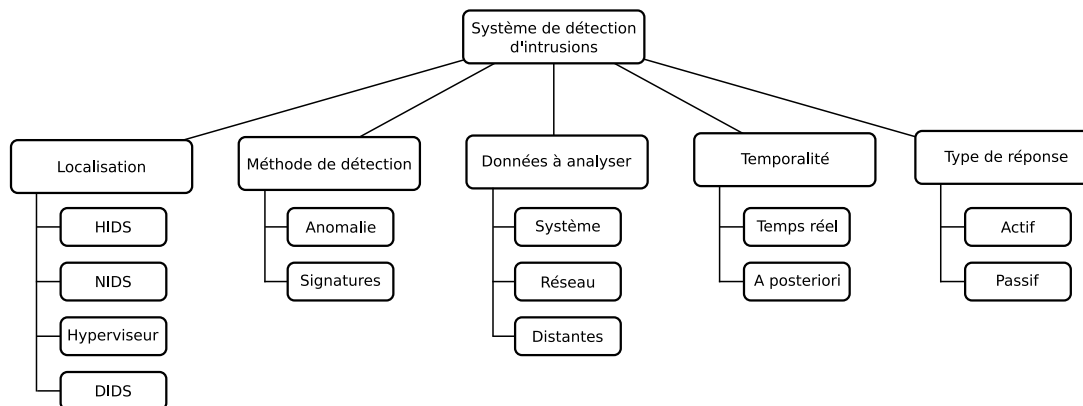 Système de détection
d'intrusions
Localisation
Méthode de détection
Données à analyser
Temporalité
Type de réponse
HIDS
NIDS
Hyperviseur
DIDS
Anomalie
Signatures
Système
Réseau
Distantes
Temps réel
A posteriori
Actif
Passif